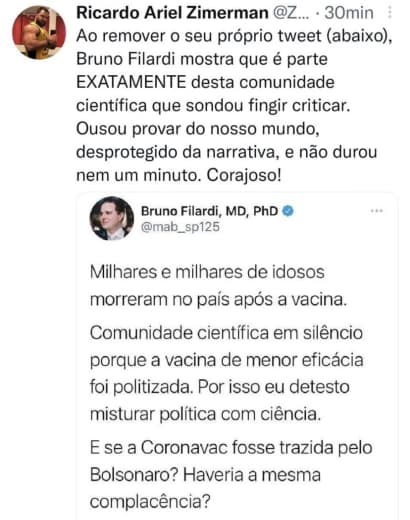 Ricardo Ariel Zimerman @Z... · 30min
Ao remover o seu próprio tweet (abaixo),
Bruno Filardi mostra que é parte
EXATAMENTE desta comunidade
científica que sondou fingir criticar.
Ousou provar do nosso mundo,
desprotegido da narrativa, e não durou
nem um minuto. Corajoso!
Bruno Filardi, MD, PhD
@mab_sp125
Milhares e milhares de idosos
morreram no país após a vacina.
Comunidade científica em silêncio
porque a vacina de menor eficácia
foi politizada. Por isso eu detesto
misturar política com ciência.
E se a Coronavac fosse trazida pelo
Bolsonaro? Haveria a mesma
complacência?